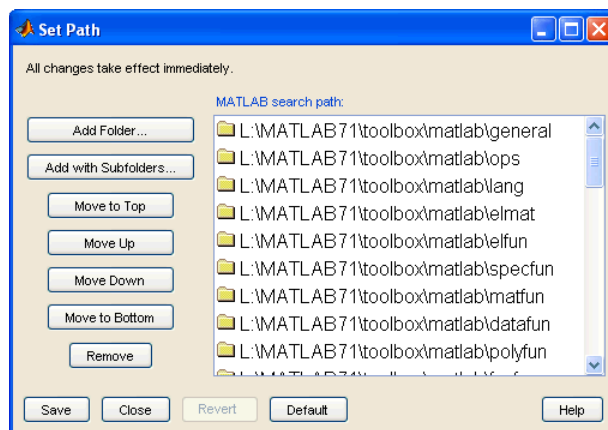 Set Path
All changes take effect immediately.
MATLAB search path:
Add Folder...
Add with Subfolders...
Move to Top
Move Up
Move Down
Move to Bottom
Remove
L:\MATLAB71\toolbox\matlab\general
L:\MATLAB71\toolbox\matlab\ops
L:\MATLAB71\toolbox\matlab\lang
L:\MATLAB71\toolbox\matlab\elmat
L:\MATLAB71\toolbox\matlab\elfun
L:\MATLAB71\toolbox\matlab\specfun
L:\MATLAB71\toolbox\matlab\matfun
L:\MATLAB71\toolbox\matlab\datafun
L:\MATLAB71\toolbox\matlab\polyfun
Save Close Revert Default Help